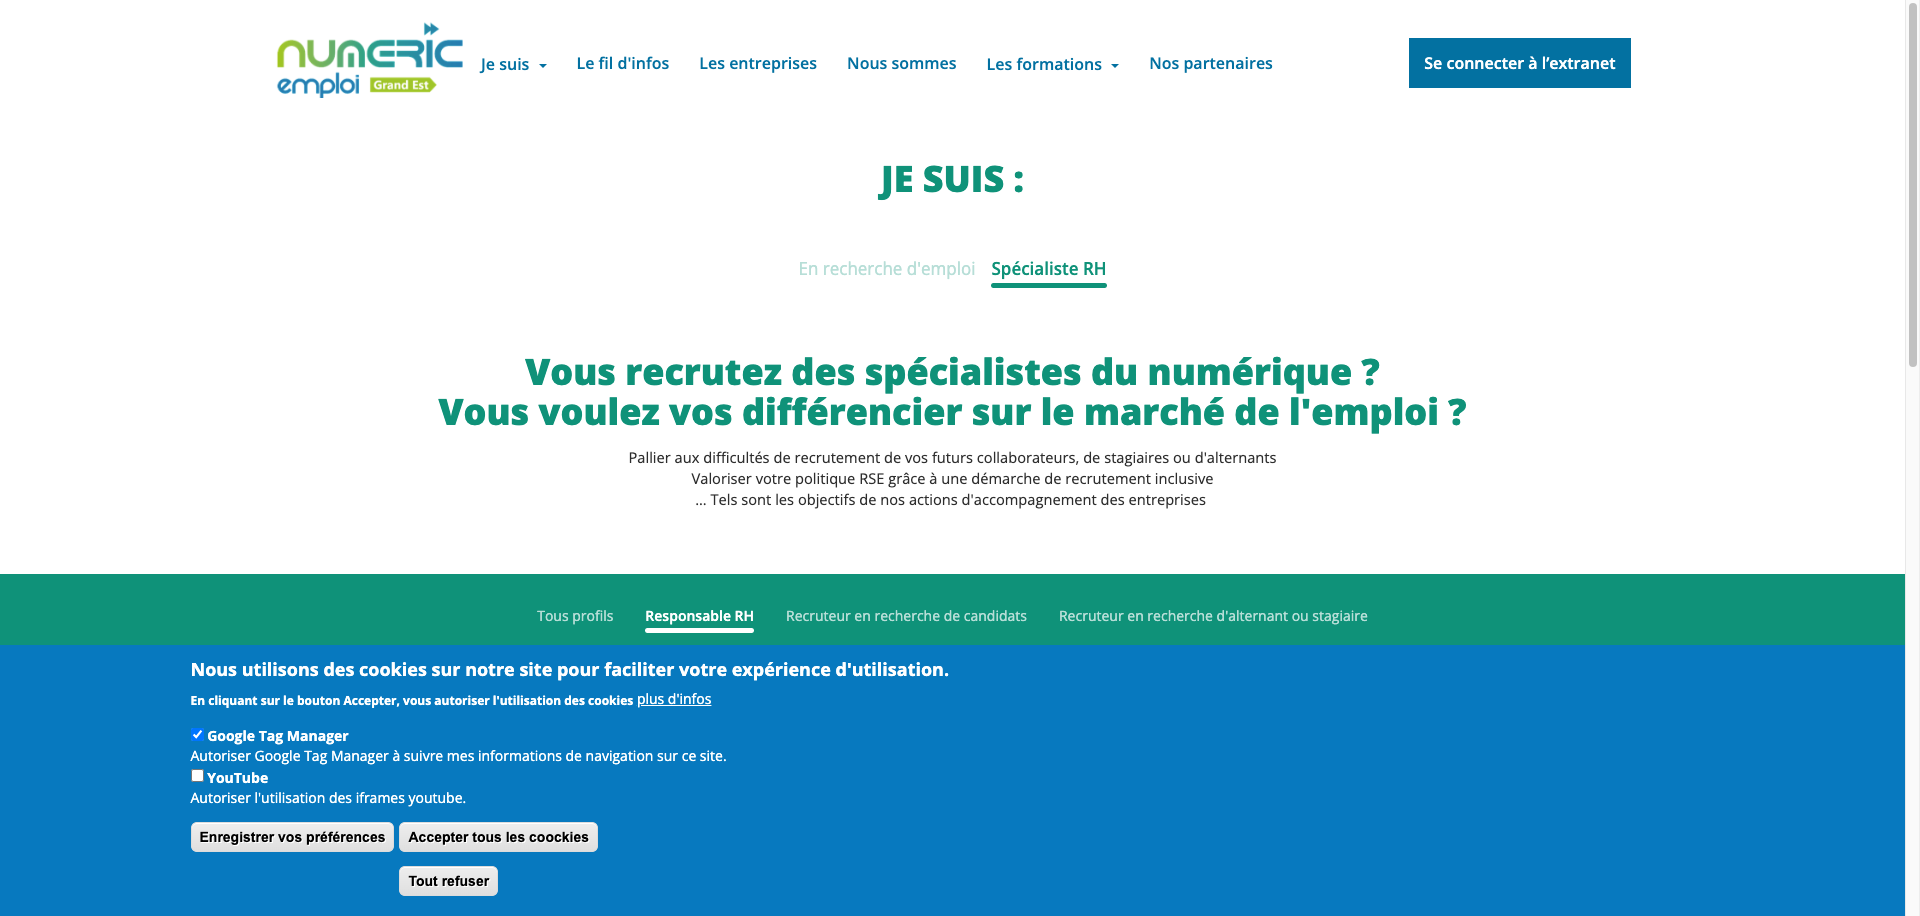 NUMERIC
emploi Grand Est
Je suis
Le fil d'infos
Les entreprises
Nous sommes
Les formations
Nos partenaires
Se connecter à l’extranet
JE SUIS :
En recherche d'emploi
Spécialiste RH
Vous recrutez des spécialistes du numérique ?
Vous voulez vos différencier sur le marché de l'emploi ?
Pallier aux difficultés de recrutement de vos futurs collaborateurs, de stagiaires ou d'alternants
Valoriser votre politique RSE grâce à une démarche de recrutement inclusive
... Tels sont les objectifs de nos actions d'accompagnement des entreprises
Tous profils
Responsable RH
Recruteur en recherche de candidats
Recruteur en recherche d'alternant ou stagiaire
Nous utilisons des cookies sur notre site pour faciliter votre expérience d'utilisation.
En cliquant sur le bouton Accepter, vous autoriser l'utilisation des cookies plus d'infos
Google Tag Manager
Autoriser Google Tag Manager à suivre mes informations de navigation sur ce site.
YouTube
Autoriser l'utilisation des iframes youtube.
Enregistrer vos préférences
Accepter tous les coockies
Tout refuser